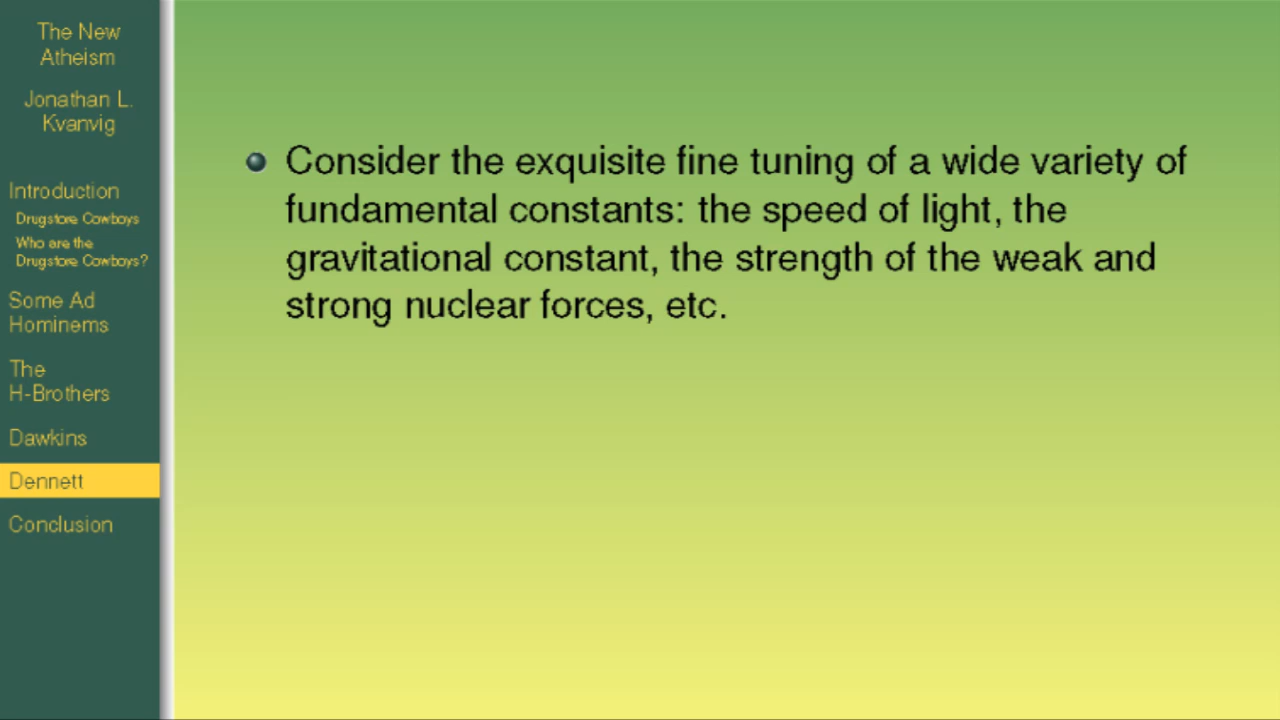 The New
Atheism
Jonathan L.
Kvanvig
Introduction
Drugstore Cowboys
Who are the
Drugstore Cowboys?
Some Ad
Hominems
The
H-Brothers
Dawkins
Dennett
Conclusion
Consider the exquisite fine tuning of a wide variety of
fundamental constants: the speed of light, the
gravitational constant, the strength of the weak and
strong nuclear forces, etc.